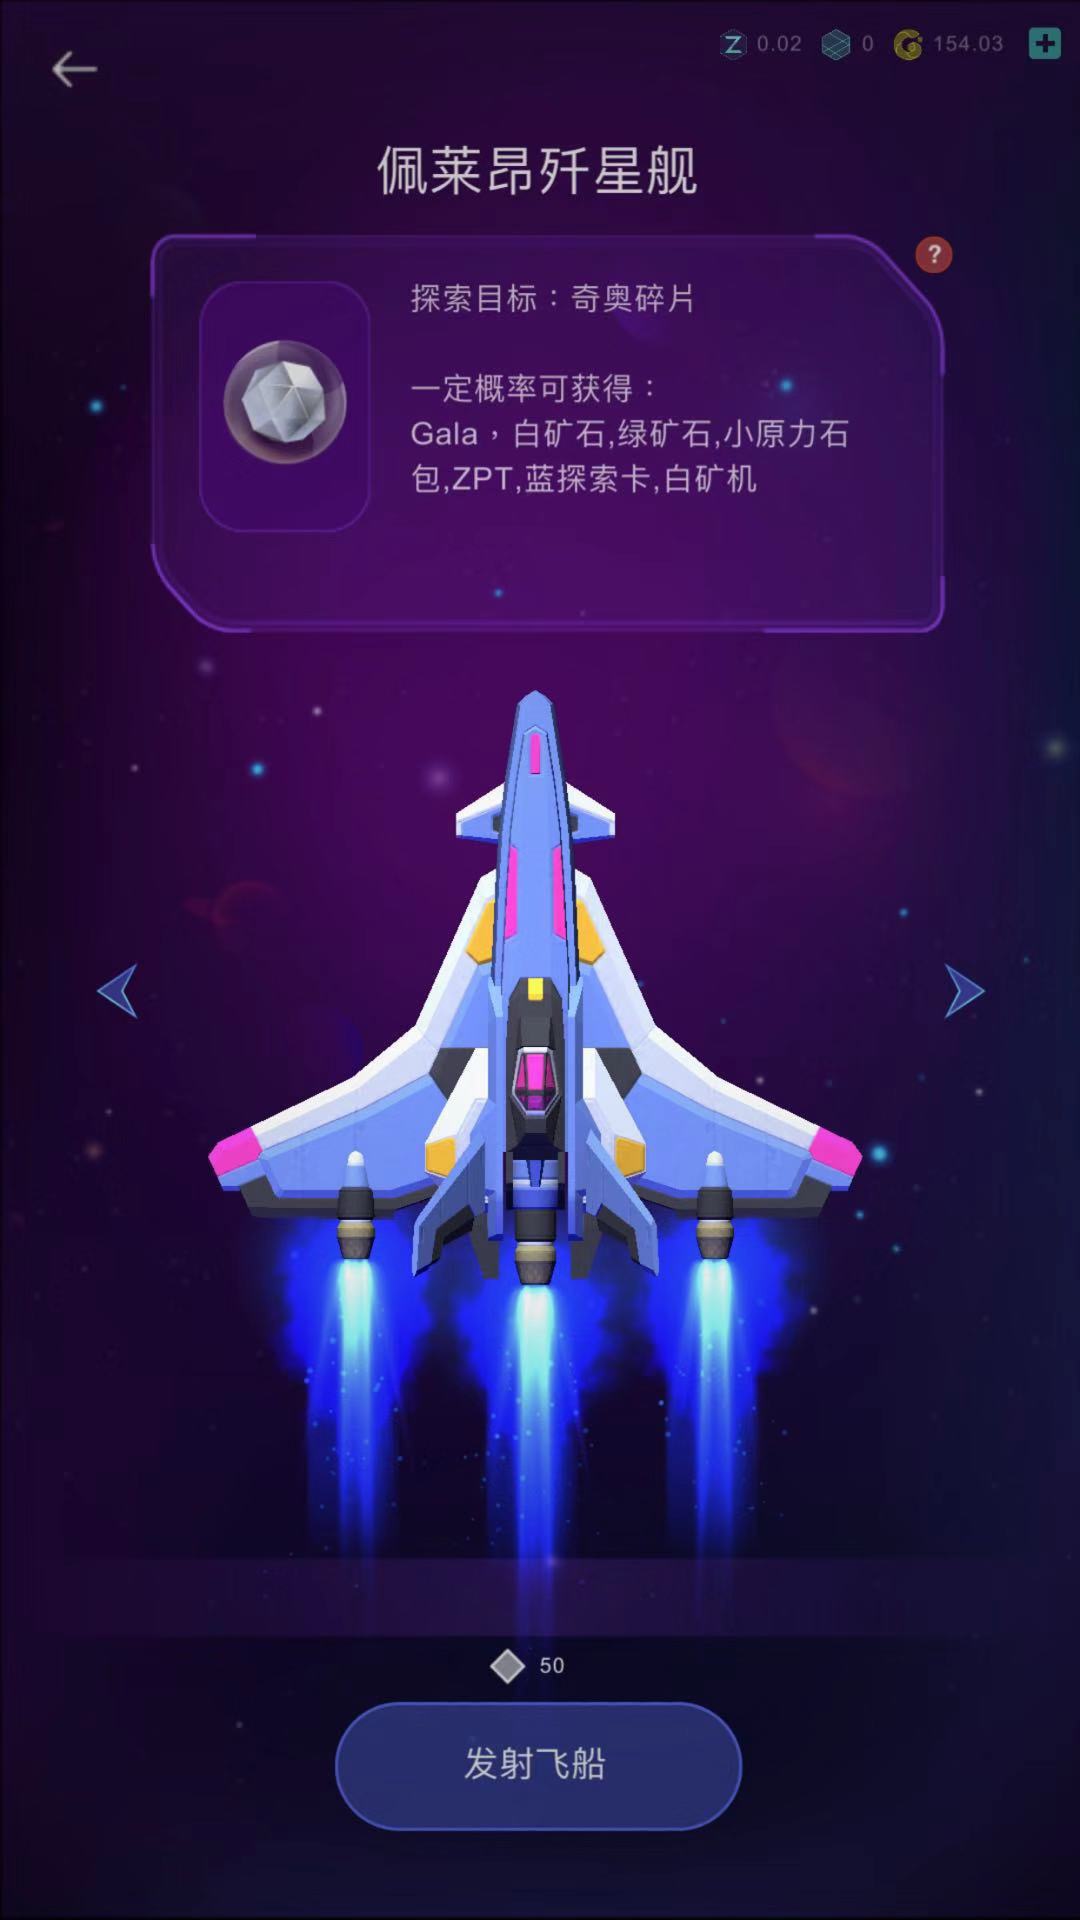 0.02 0 154.03
佩莱昂歼星舰
?
探索目标：奇奥碎片
一定概率可获得：
Gala，白矿石,绿矿石,小原力石
包,ZPT,蓝探索卡,白矿机
50
发射飞船